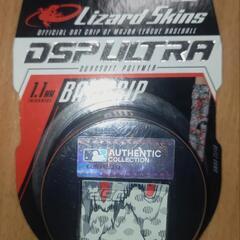 Lizard Skins
OFFICIAL BAT GRIP OF MAJOR LEAGUE BASEBALL
DSP ULTRA
DURASOFT POLYMER
1.1 MM
BAT GRIP
AUTHENTIC
COLLECTION